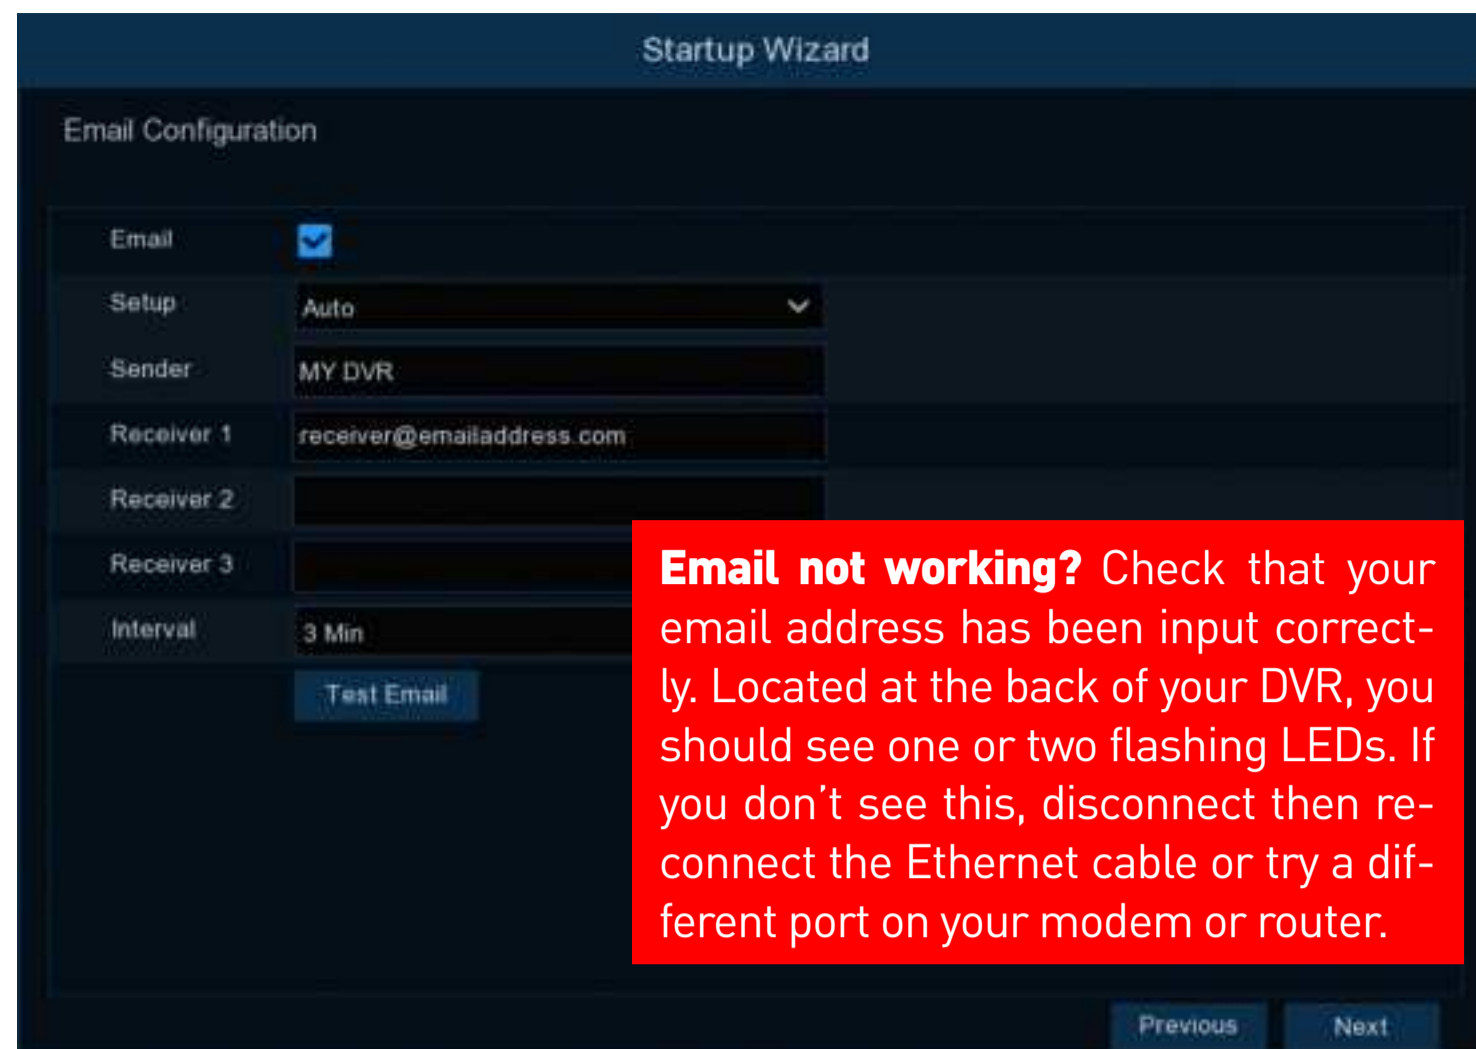 Startup Wizard
Email Configuration
Email
Setup Auto
Sender MY DVR
Receiver 1 receiver@emailaddress.com
Receiver 2
Receiver 3
Interval 3 Min
Test Email
Email not working? Check that your
email address has been input correct-
ly. Located at the back of your DVR, you
should see one or two flashing LEDs. If
you don't see this, disconnect then re-
connect the Ethernet cable or try a dif-
ferent port on your modem or router.
Previous Next